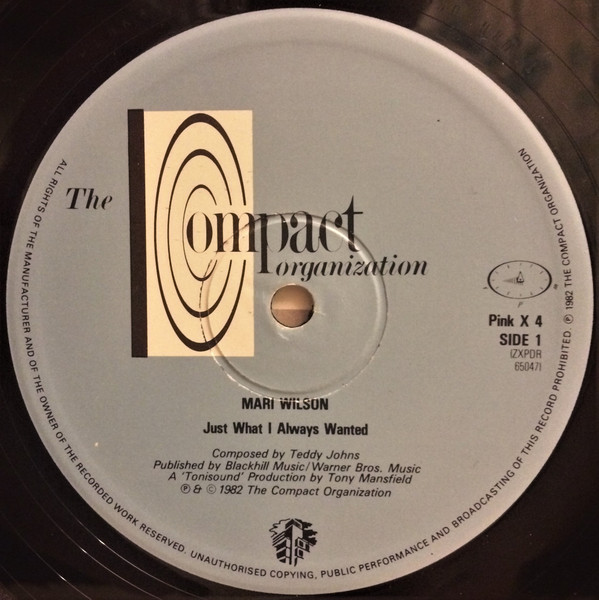 The Compact
organization
Pink X 4
SIDE 1
IZXPDR
65047I
MARI WILSON
Just What I Always Wanted
Composed by Teddy Johns
Published by Blackhill Music/Warner Bros. Music
A 'Tonisound' Production by Tony Mansfield
℗ & © 1982 The Compact Organization
ALL RIGHTS OF THE MANUFACTURER AND OF THE OWNER OF THE RECORDED WORK RESERVED. UNAUTHORISED COPYING, PUBLIC PERFORMANCE AND BROADCASTING OF THIS RECORD PROHIBITED. ℗ 1982 THE COMPACT ORGANIZATION